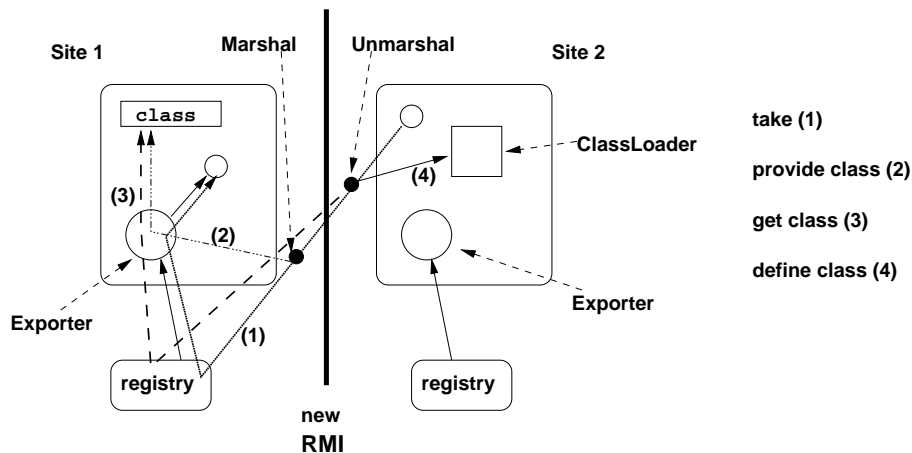 Marshal
Unmarshal
Site 1
Site 2
class
take (1)
ClassLoader
provide class (2)
(4)
(3)
(2)
get class (3)
define class (4)
Exporter
Exporter
(1)
registry
registry
new
RMI